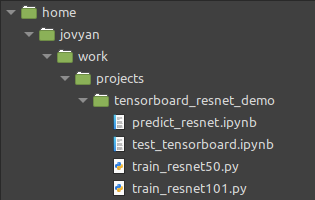 home
jovyan
work
projects
tensorboard_resnet_demo
predict_resnet.ipynb
test_tensorboard.ipynb
train_resnet50.py
train_resnet101.py